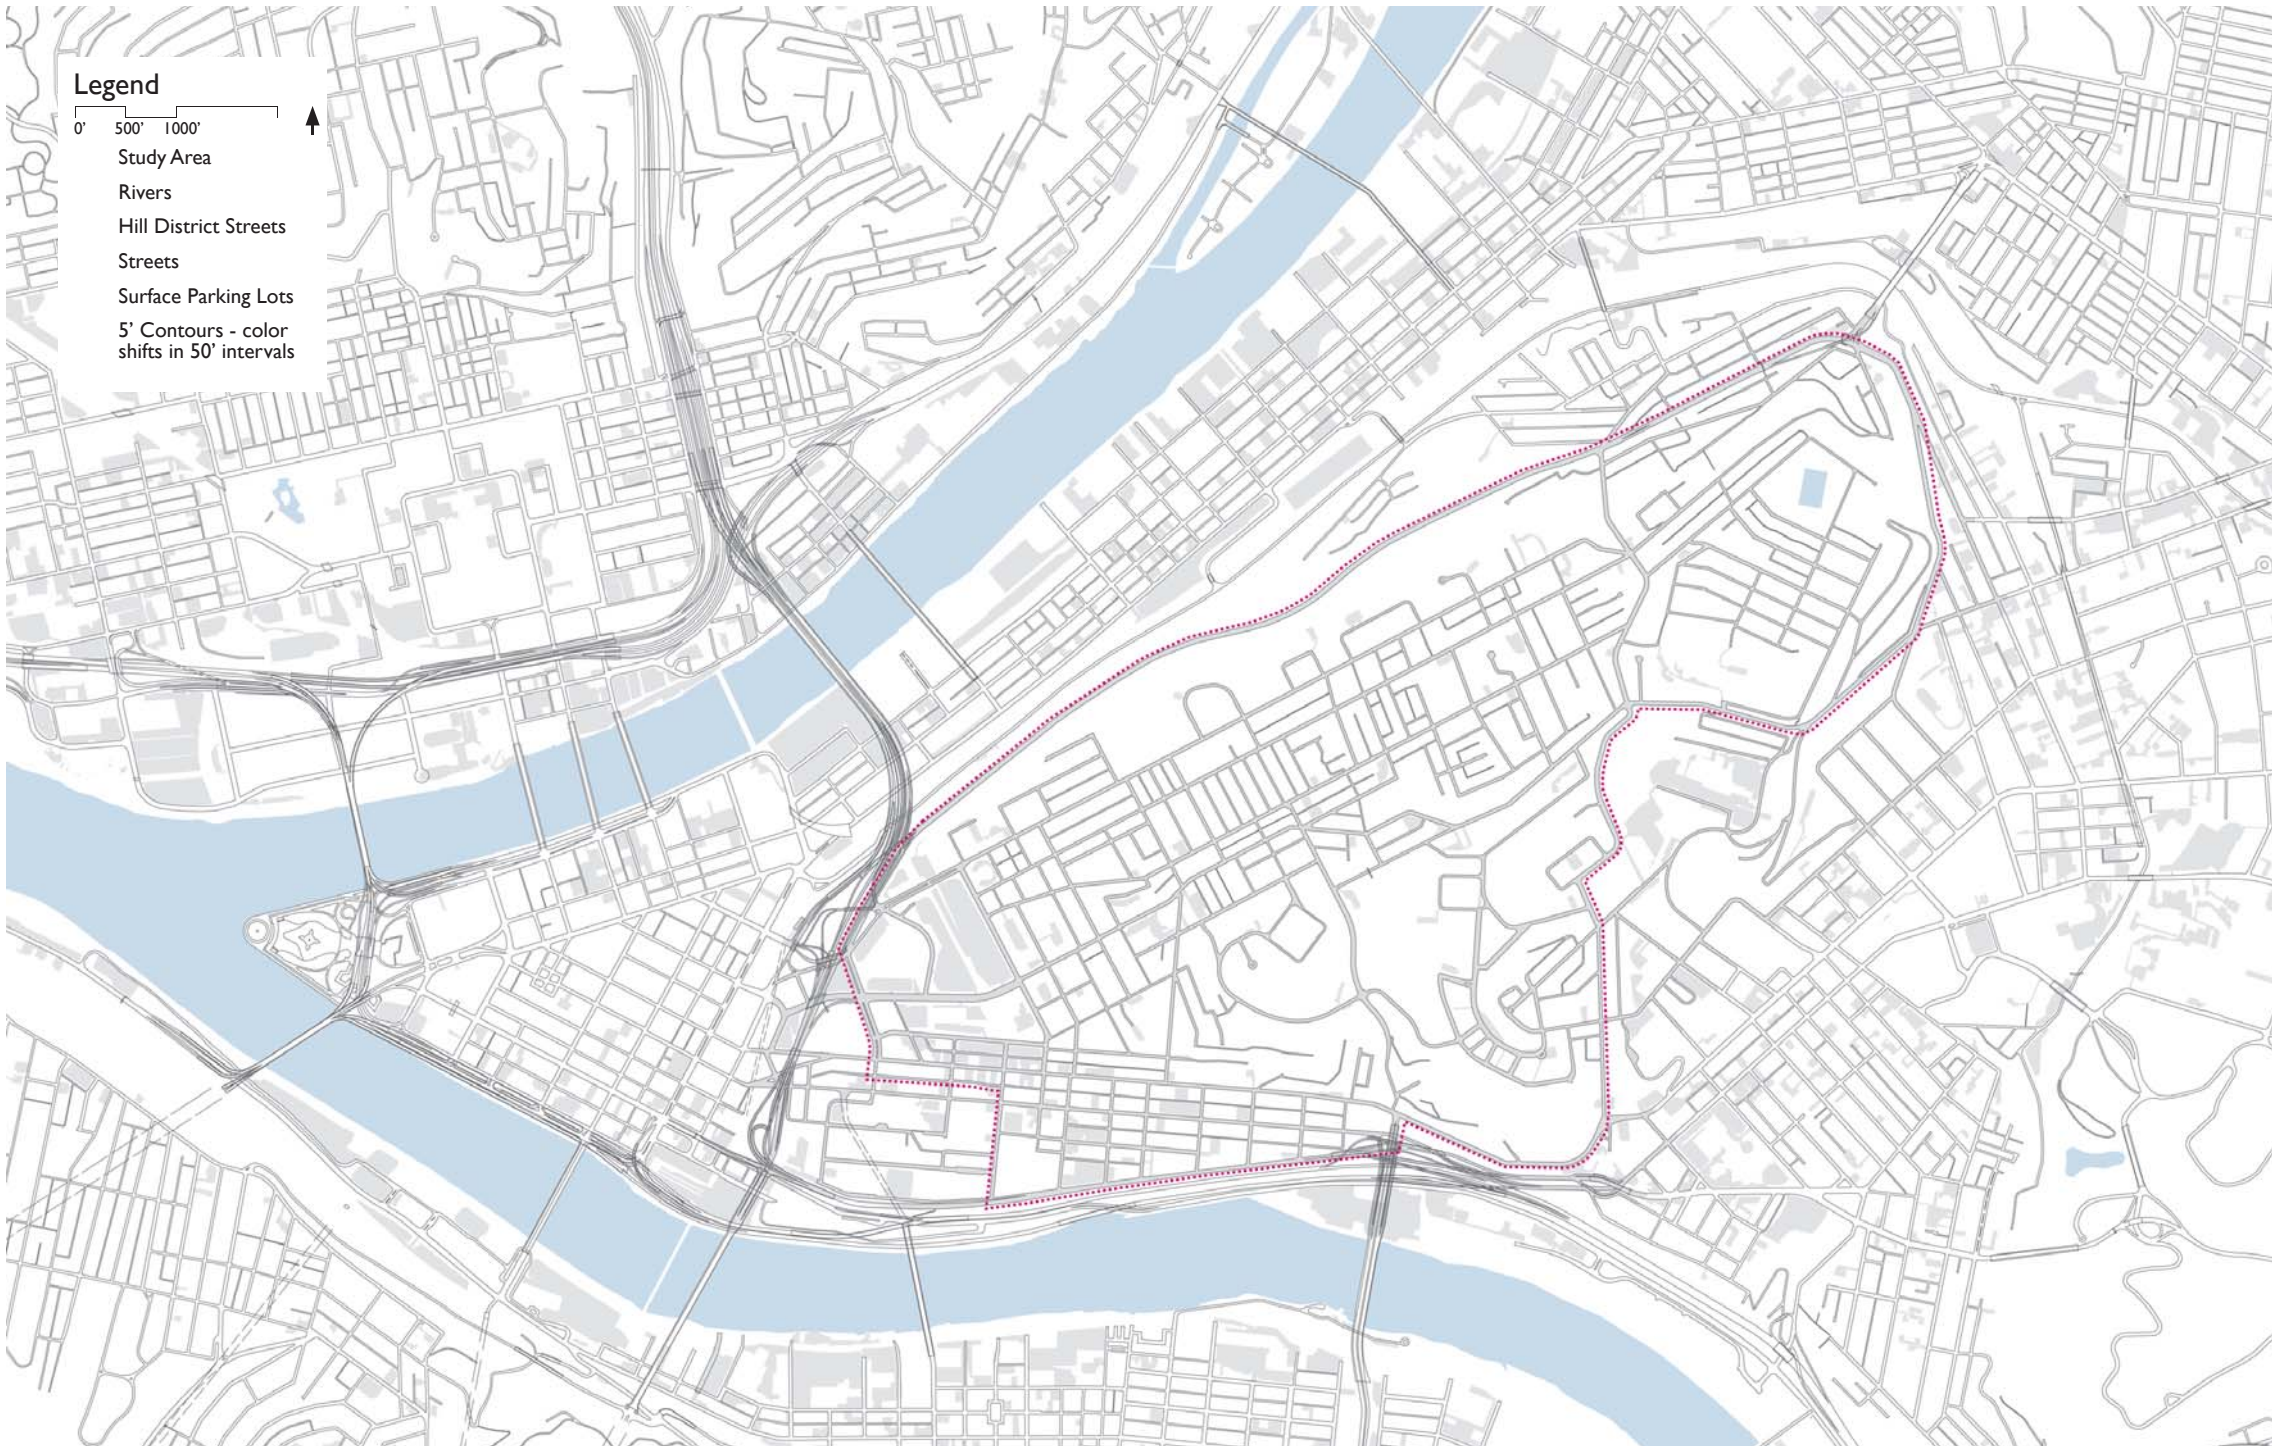 Legend
0' 500' 1000'
Study Area
Rivers
Hill District Streets
Streets
Surface Parking Lots
5’ Contours - color
shifts in 50’ intervals